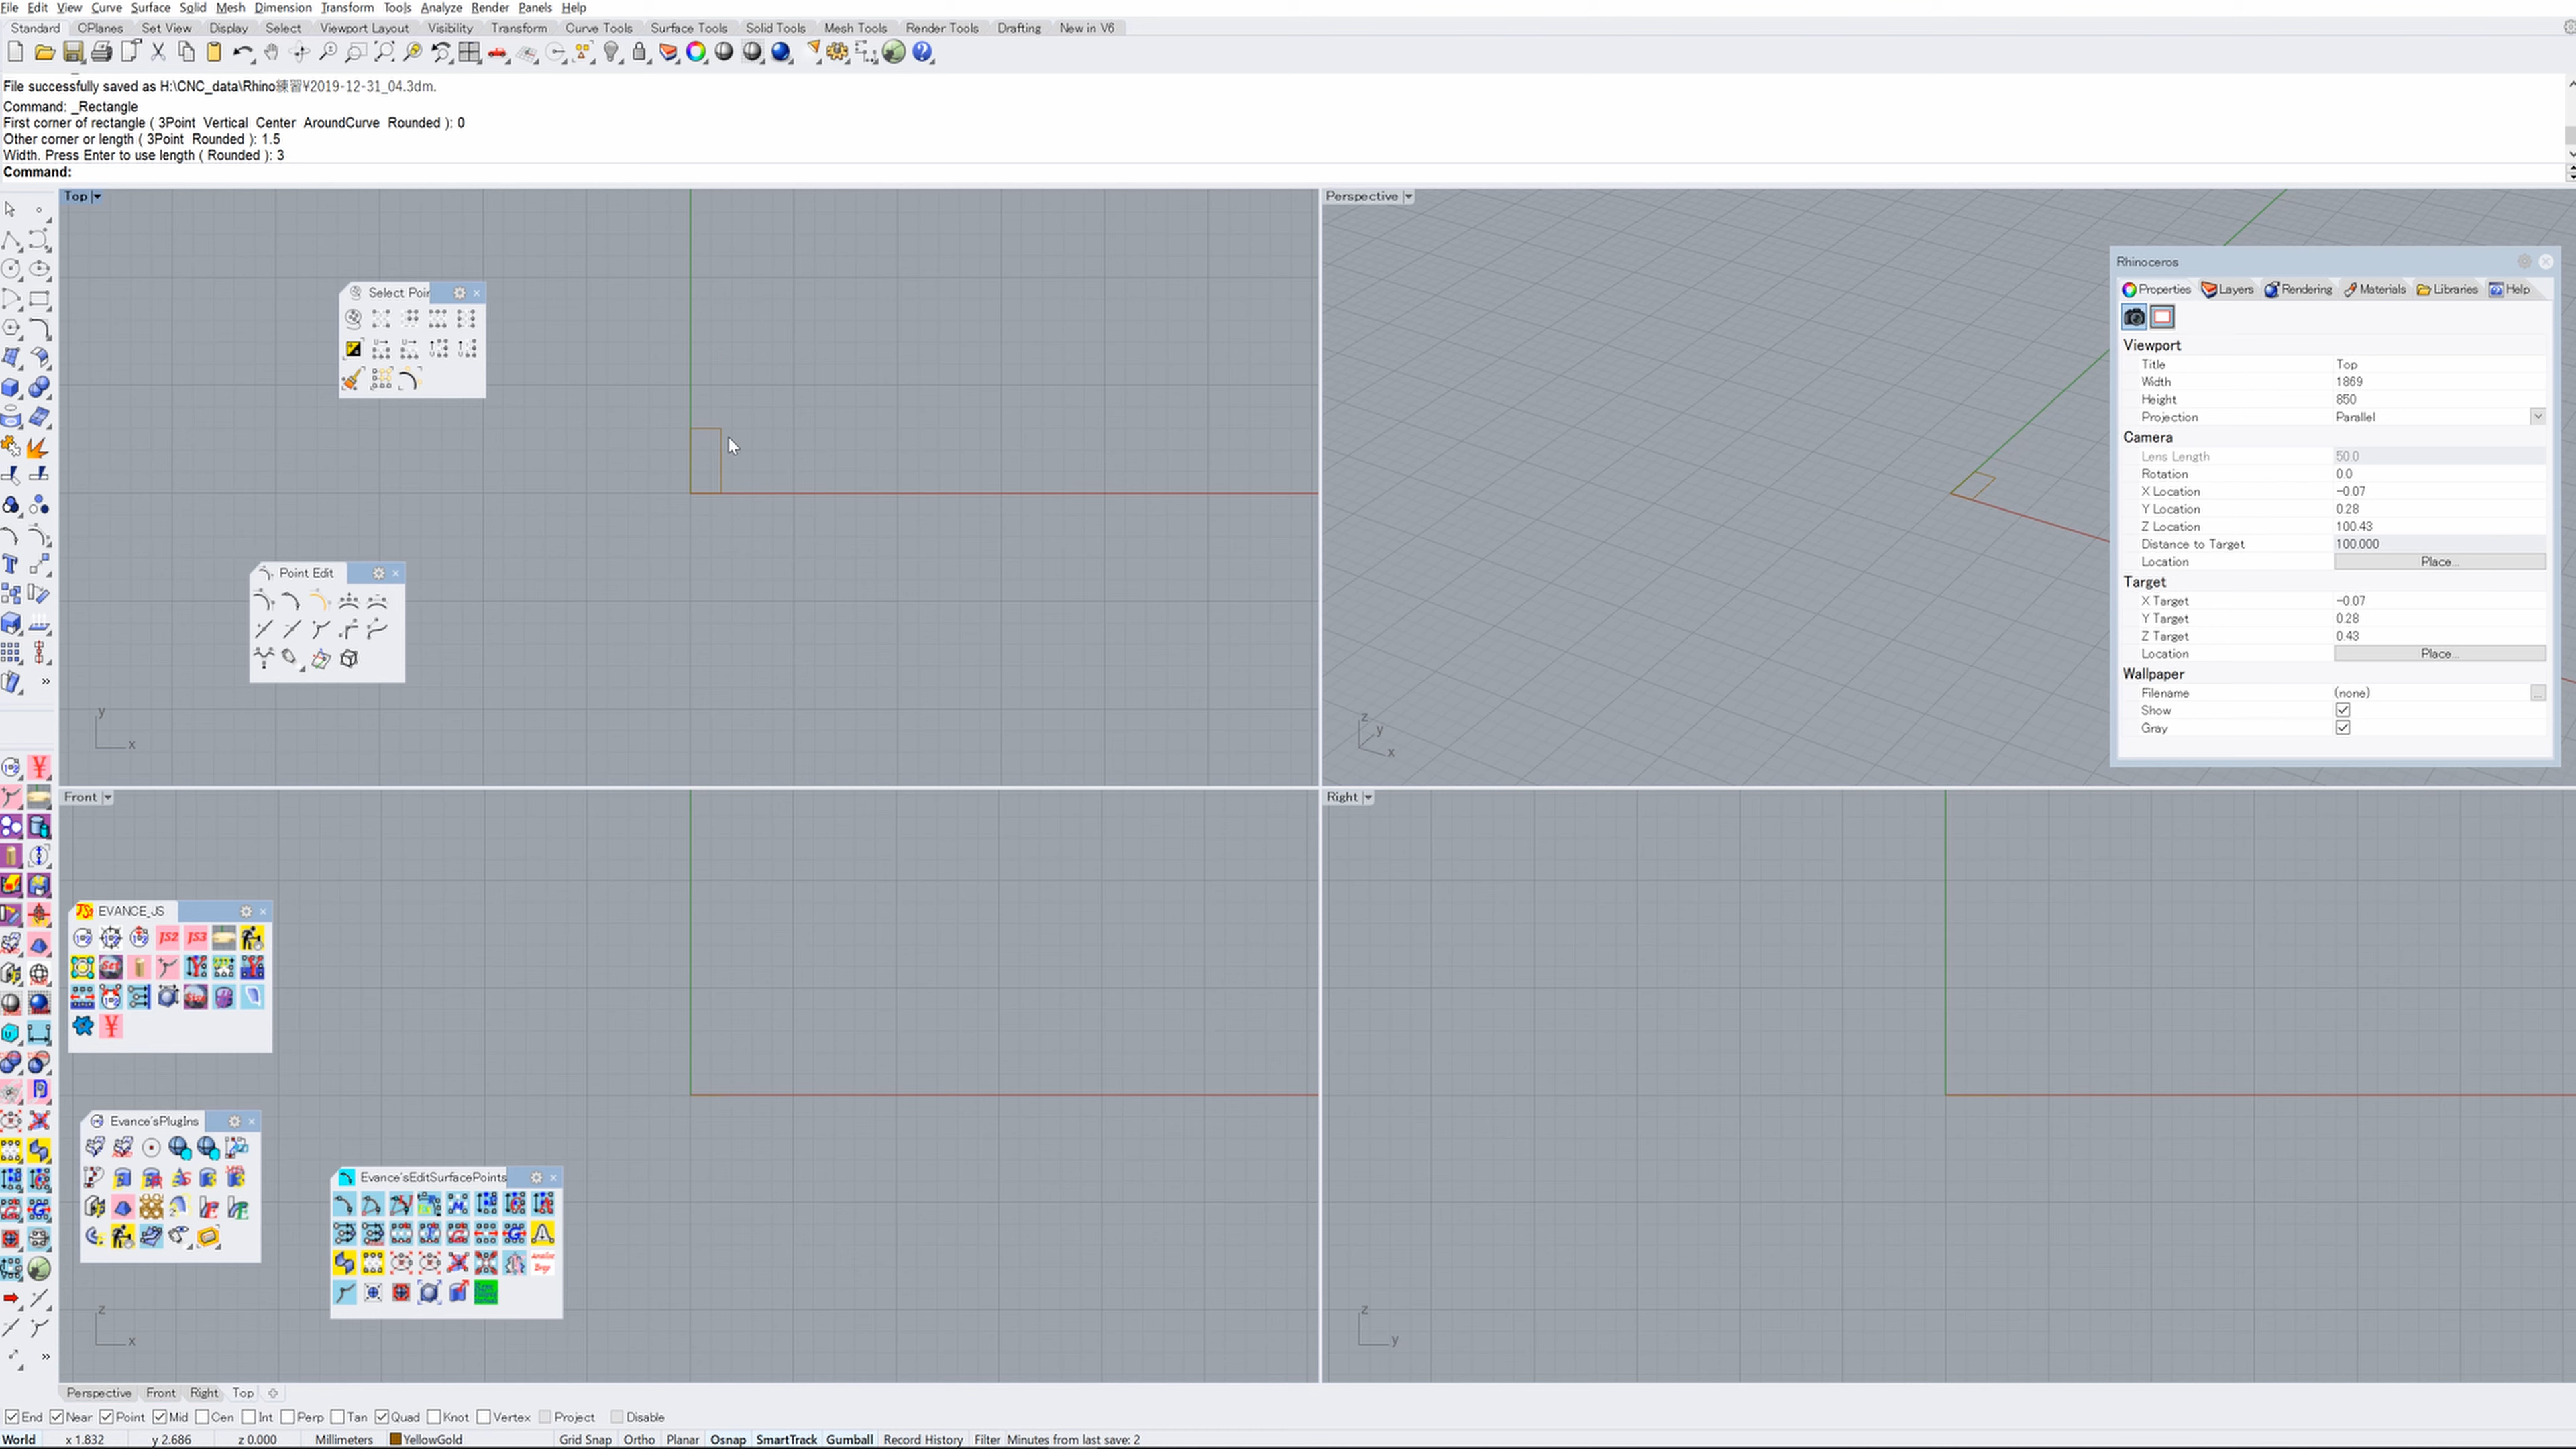 File Edit View Curve Surface Solid Mesh Dimension Transform Tools Analyze Render Panels Help
Standard CPlanes Set View Display Select Viewport Layout Visibility Transform Curve Tools Surface Tools Solid Tools Mesh Tools Render Tools Drafting New in V6
File successfully saved as H:\CNC_data\Rhino練習¥2019-12-31_04.3dm.
Command: _Rectangle
First corner of rectangle ( 3Point Vertical Center AroundCurve Rounded ): 0
Other corner or length ( 3Point Rounded ): 1.5
Width. Press Enter to use length ( Rounded ): 3
Command:
Top
Perspective
Rhinoceros
Properties Layers Rendering Materials Libraries Help
Viewport
Title Top
Width 1869
Height 850
Projection Parallel
Camera
Lens Length 50.0
Rotation 0.0
X Location -0.07
Y Location 0.28
Z Location 100.43
Distance to Target 100.000
Location Place...
Target
X Target -0.07
Y Target 0.28
Z Target 0.43
Location Place...
Wallpaper
Filename (none) ...
Show
Gray
Select Poir
Point Edit
y
x
z
y
x
Front
Right
EVANCE_JS
JS2 JS3
¥
Evance'sPlugIns
Evance'sEditSurfacePoints
z
x
z
y
Perspective Front Right Top
End Near Point Mid Cen Int Perp Tan Quad Knot Vertex Project Disable
World x 1.832 y 2.686 z 0.000 Millimeters YellowGold Grid Snap Ortho Planar Osnap SmartTrack Gumball Record History Filter Minutes from last save: 2